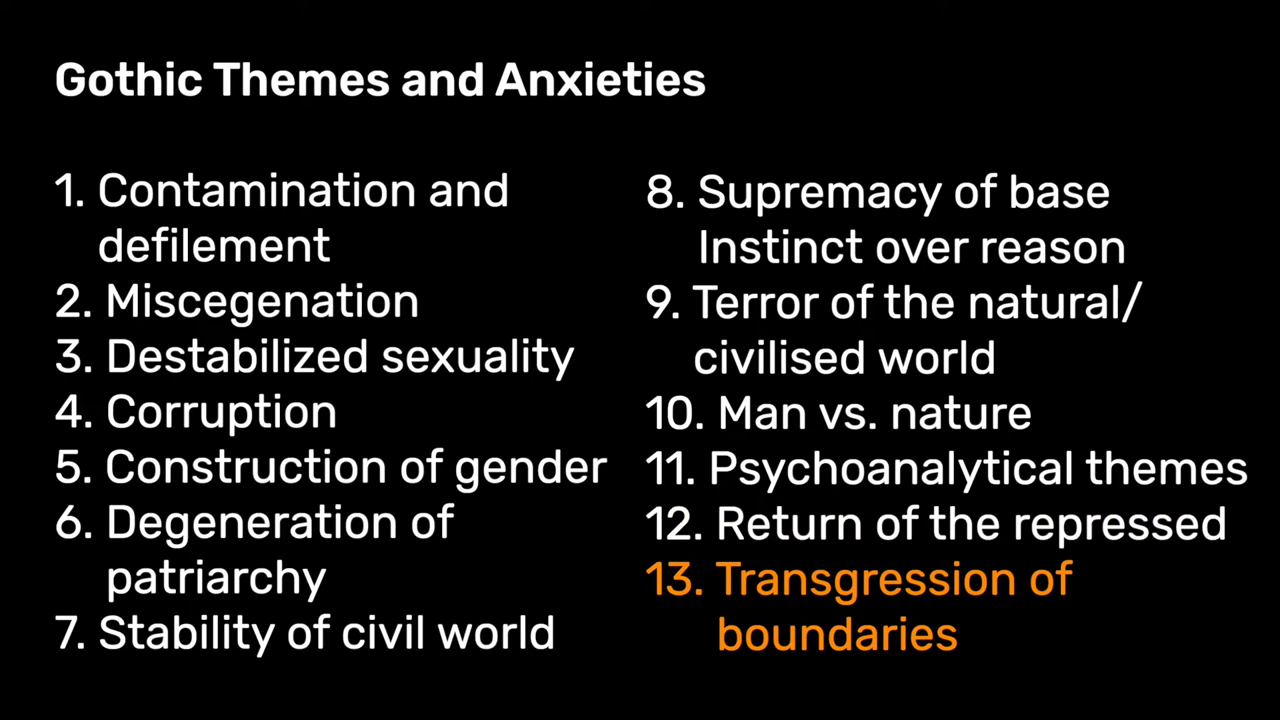 Gothic Themes and Anxieties
1. Contamination and
defilement
2. Miscegenation
3. Destabilized sexuality
4. Corruption
5. Construction of gender
6. Degeneration of
patriarchy
7. Stability of civil world
8. Supremacy of base
Instinct over reason
9. Terror of the natural/
civilised world
10. Man vs. nature
11. Psychoanalytical themes
12. Return of the repressed
13. Transgression of
boundaries